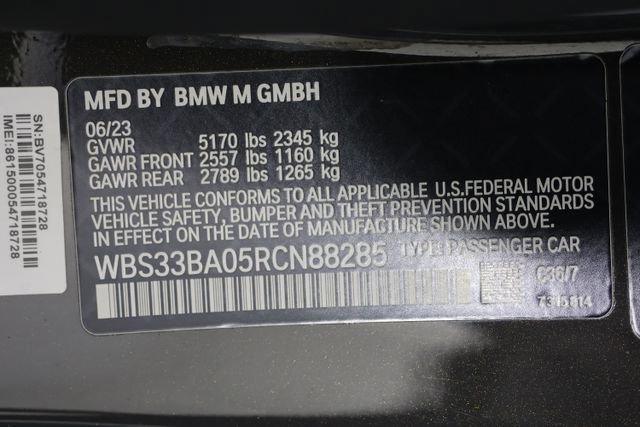 SN:BV7054718728
IMEI:861500054718728
MFD BY BMW M GMBH
06/23
GVWR 5170 lbs 2345 kg
GAWR FRONT 2557 lbs 1160 kg
GAWR REAR 2789 lbs 1265 kg
THIS VEHICLE CONFORMS TO ALL APPLICABLE U.S.FEDERAL MOTOR
VEHICLE SAFETY, BUMPER AND THEFT PREVENTION STANDARDS
IN EFFECT ON THE DATE OF MANUFACTURE SHOWN ABOVE.
WBS33BA05RCN88285 TYPE: PASSENGER CAR
C36/7
7315814